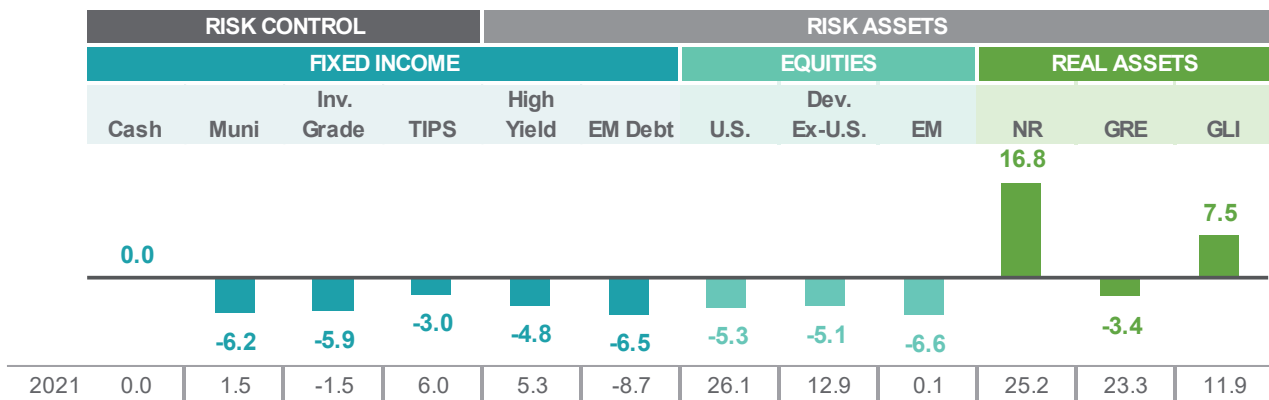 RISK CONTROL RISK ASSETS
FIXED INCOME EQUITIES REAL ASSETS
Inv. High Dev.
Cash Muni Grade TIPS Yield EM Debt U.S. Ex-U.S. EM NR GRE GLI
16.8
7.5
0.0
-6.2 -5.9 -3.0 -4.8 -6.5 -5.3 -5.1 -6.6 -3.4
2021 0.0 1.5 -1.5 6.0 5.3 -8.7 26.1 12.9 0.1 25.2 23.3 11.9